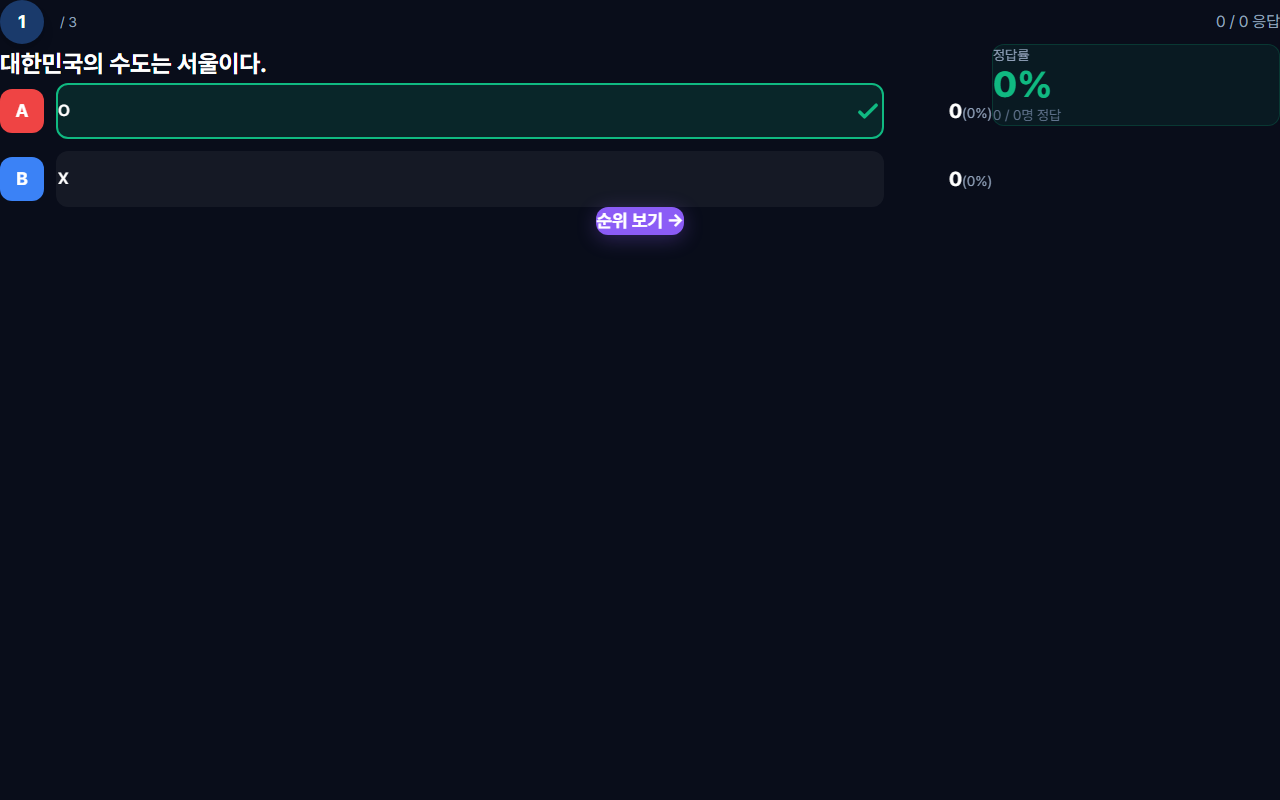 1 / 3
0 / 0 응답
대한민국의 수도는 서울이다.
정답률
0%
0 / 0명 정답
A O 0(0%)
B X 0(0%)
순위 보기 →